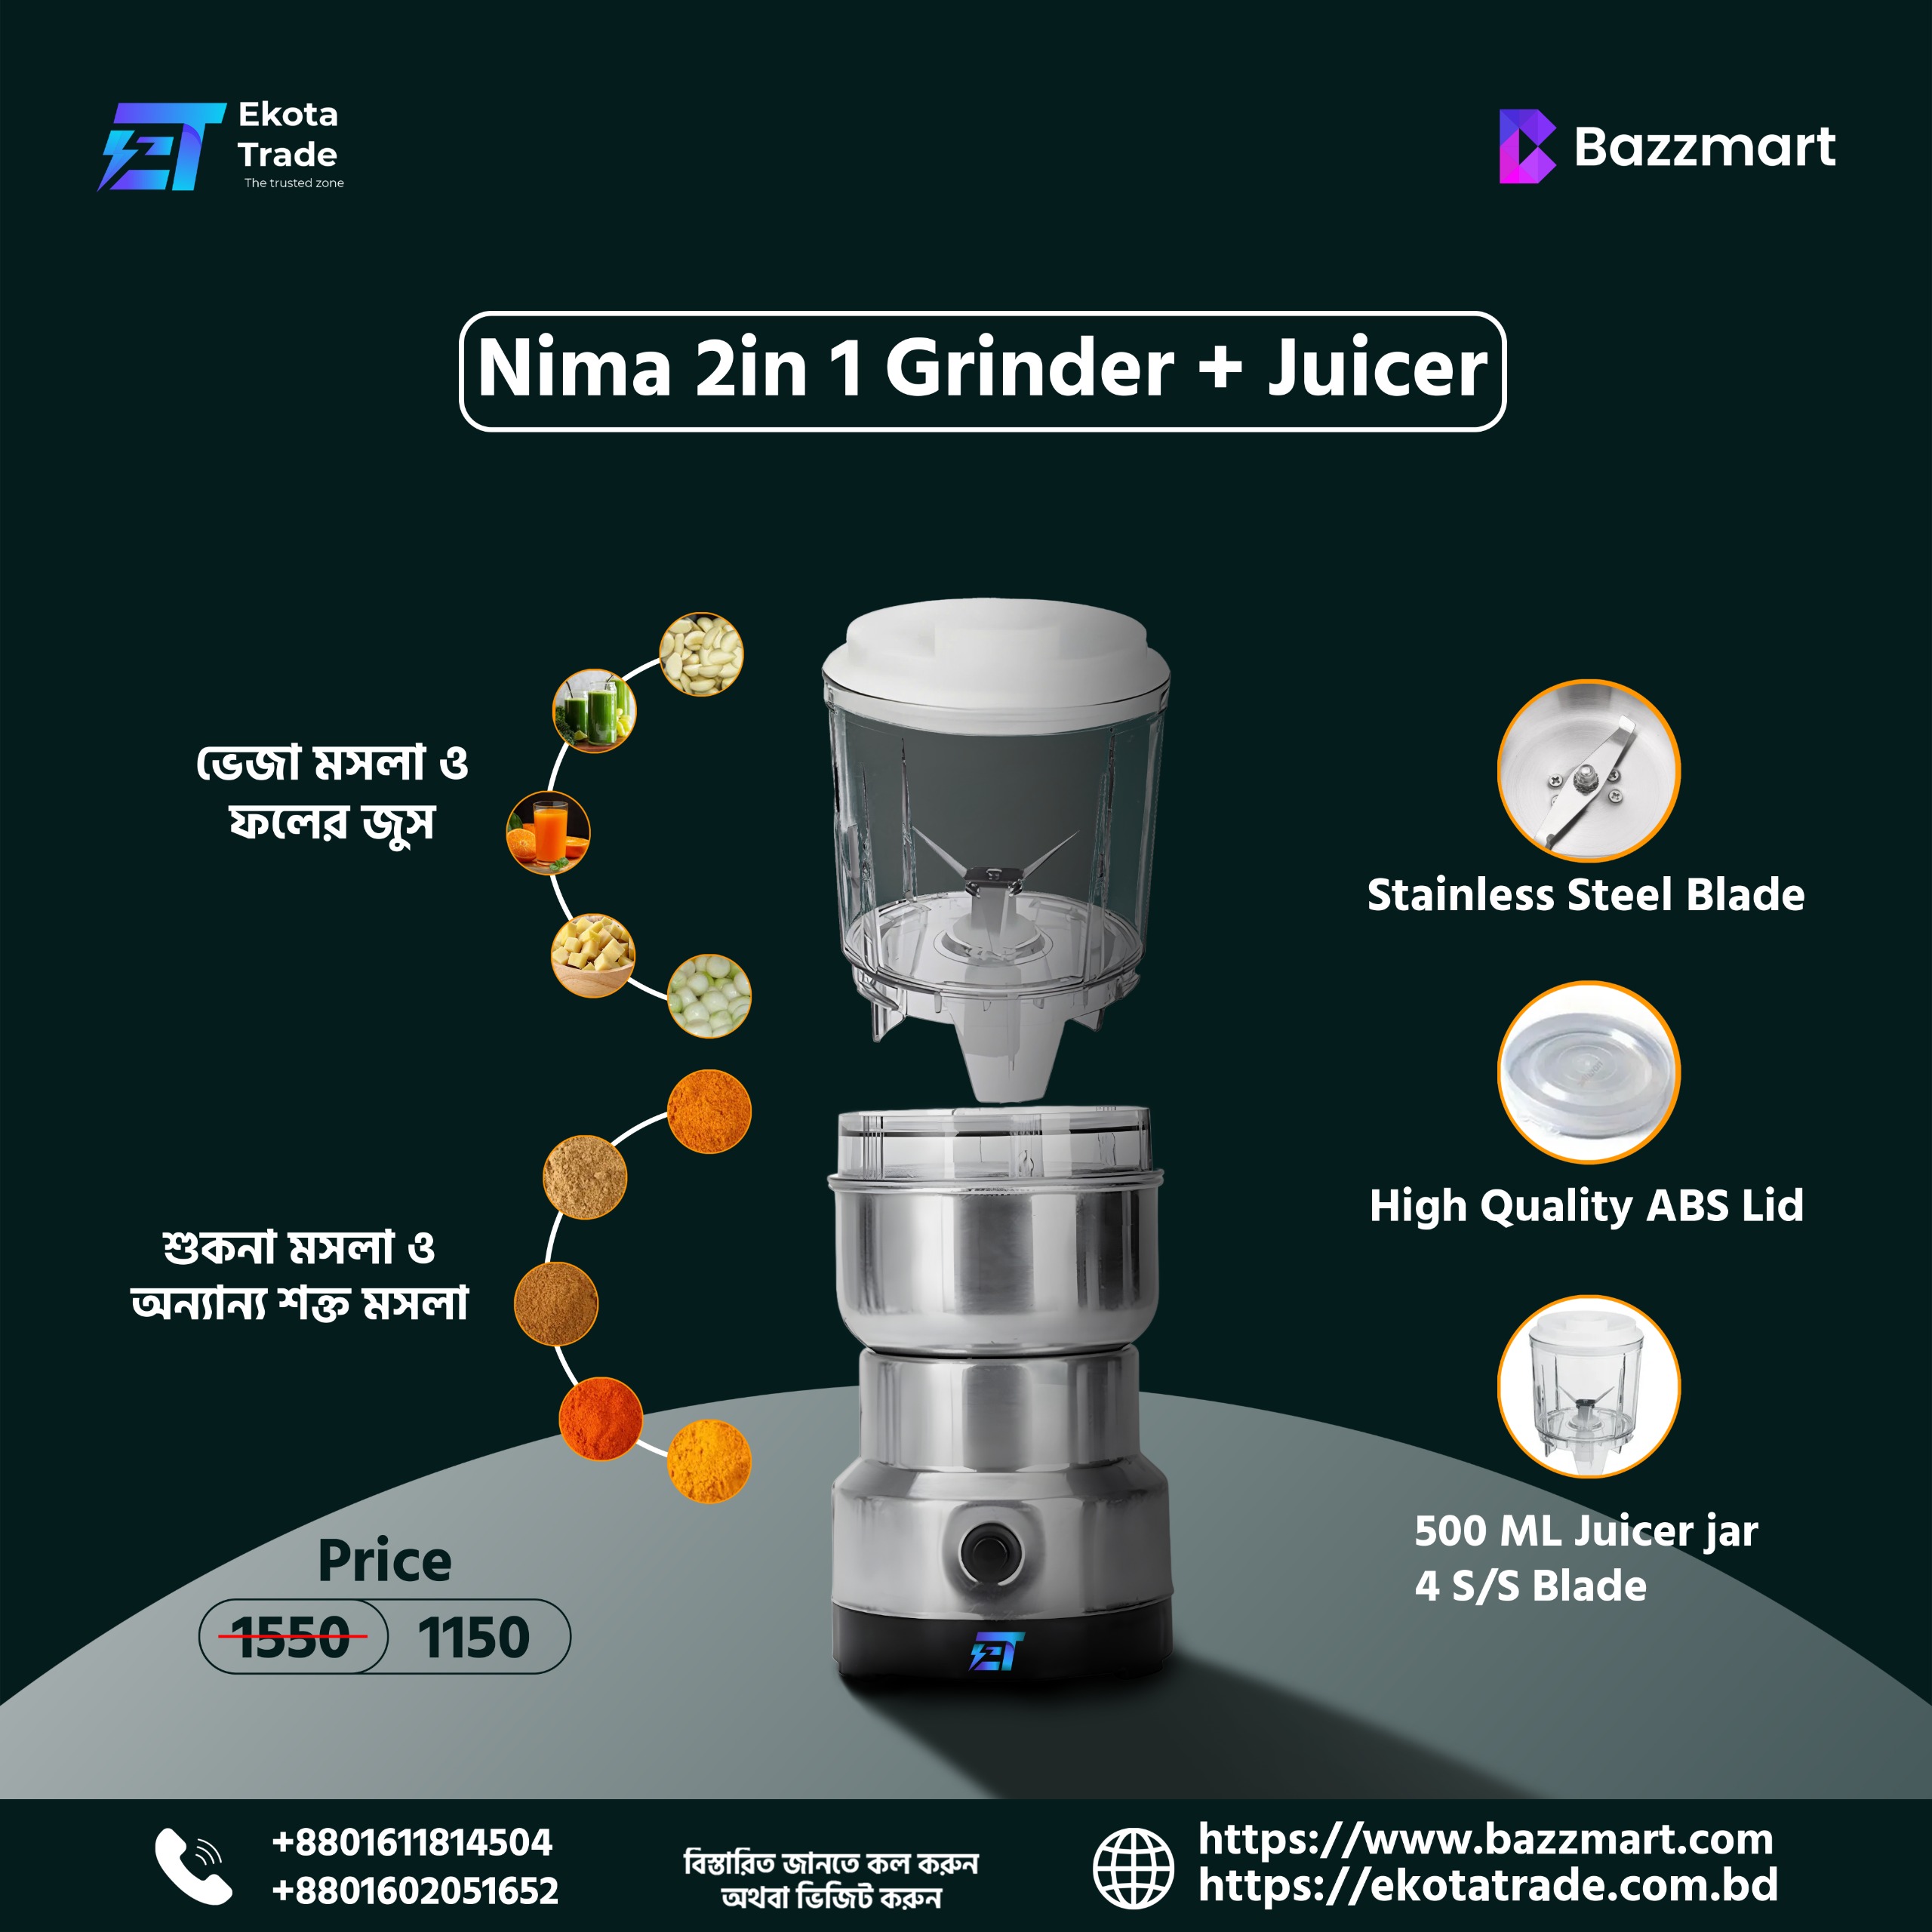 Ekota
Trade
The trusted zone
Bazzmart
Nima 2in 1 Grinder + Juicer
ভেজা মসলা ও
ফলের জুস
Stainless Steel Blade
High Quality ABS Lid
শুকনা মসলা ও
অন্যান্য শক্ত মসলা
500 ML Juicer jar
4 S/S Blade
Price
1550 1150
+8801611814504
+8801602051652
বিস্তারিত জানতে কল করুন
অথবা ভিজিট করুন
https://www.bazzmart.com
https://ekotatrade.com.bd